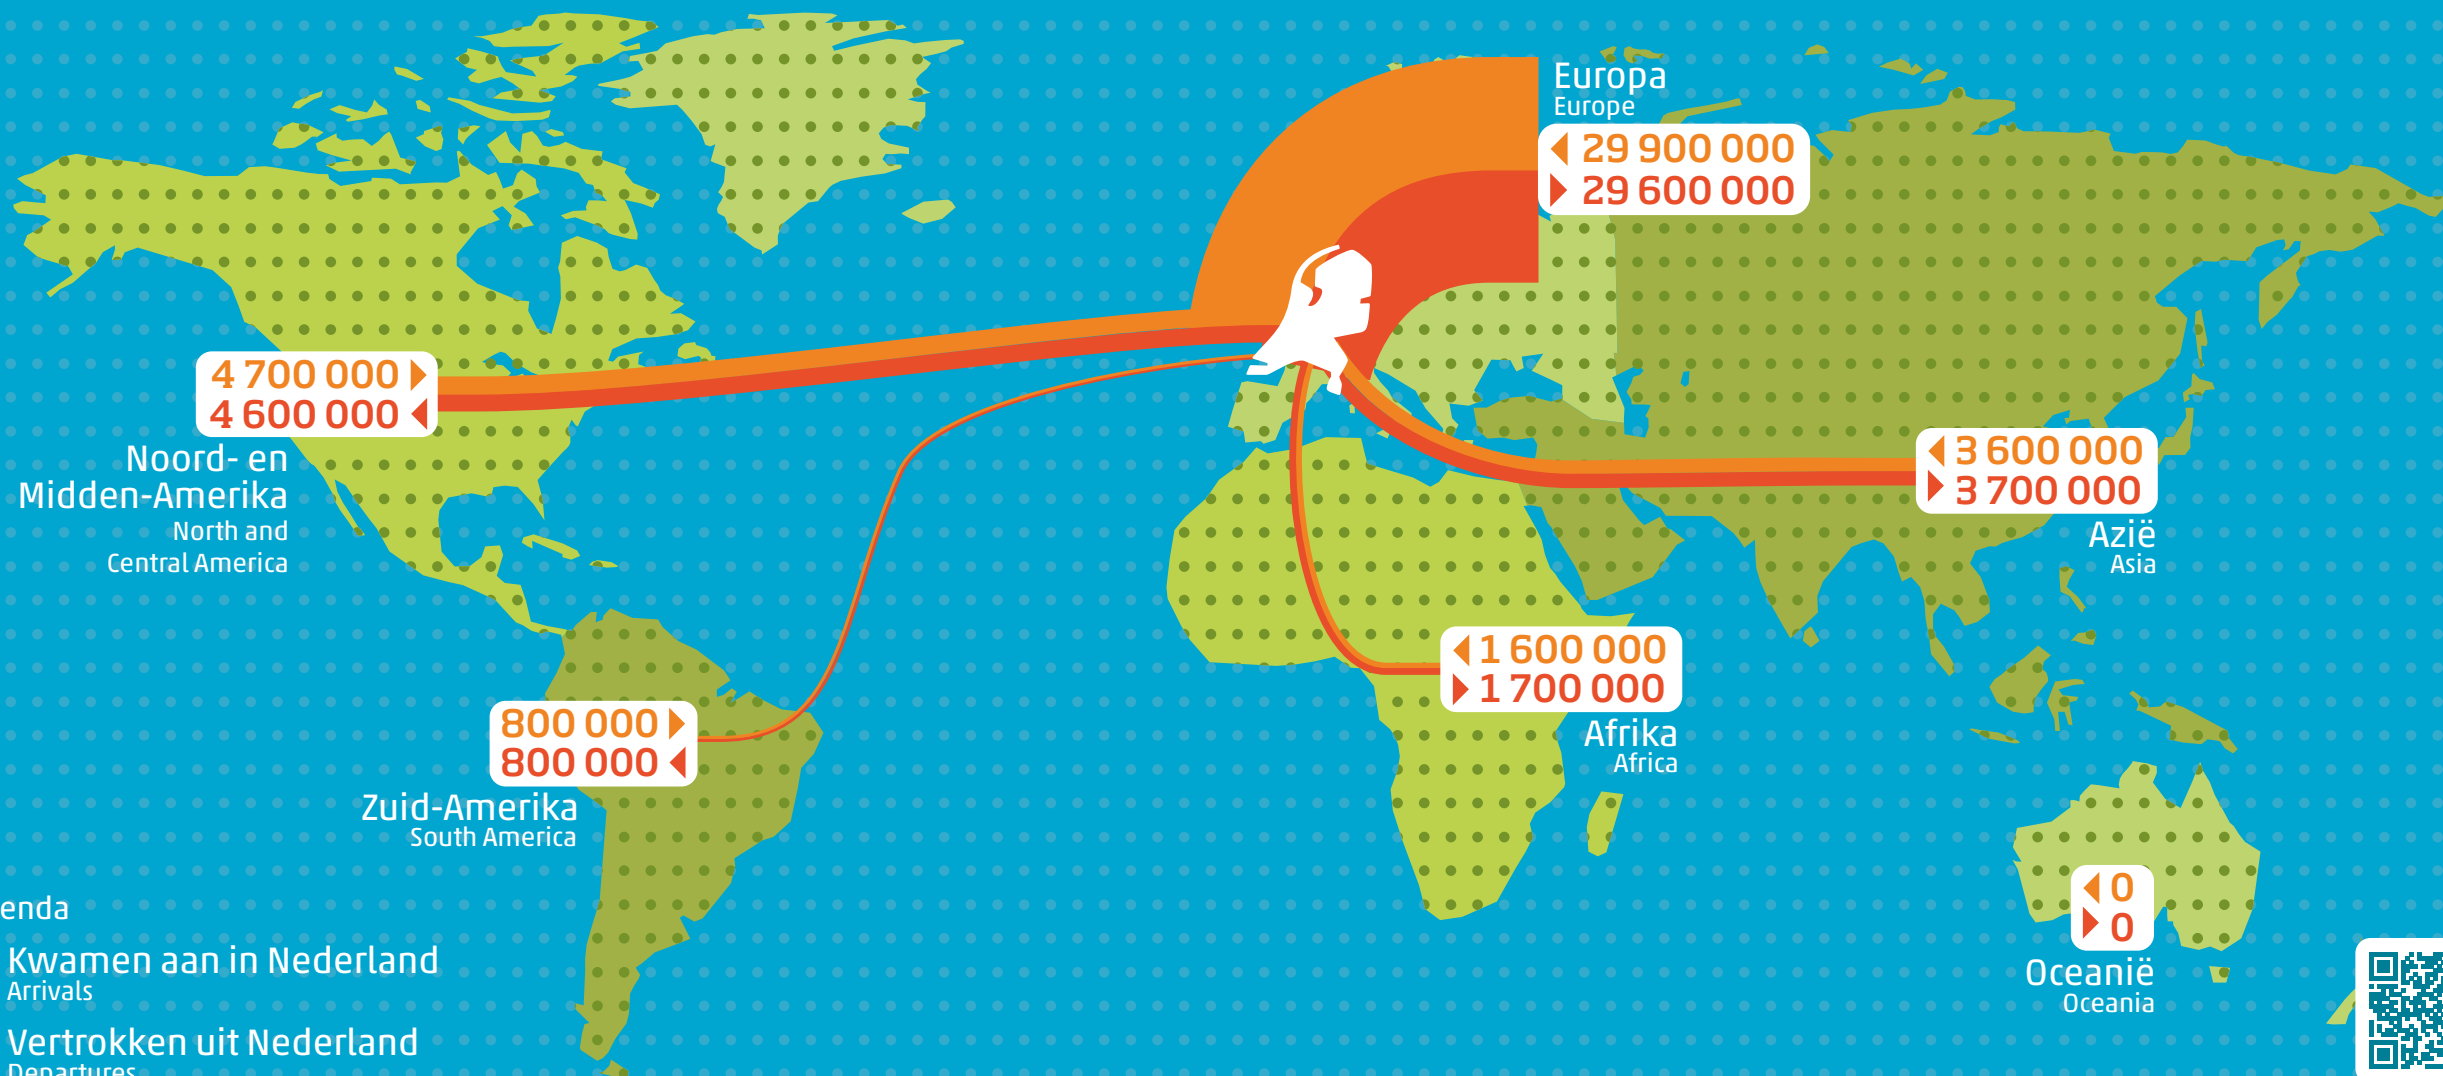 Europa
Europe
29 900 000
29 600 000
4 700 000
4 600 000
Noord- en
Midden-Amerika
North and
Central America
3 600 000
3 700 000
Azië
Asia
1 600 000
1 700 000
Afrika
Africa
800 000
800 000
Zuid-Amerika
South America
0
0
Oceanië
Oceania
enda
Kwamen aan in Nederland
Arrivals
Vertrokken uit Nederland
Departures